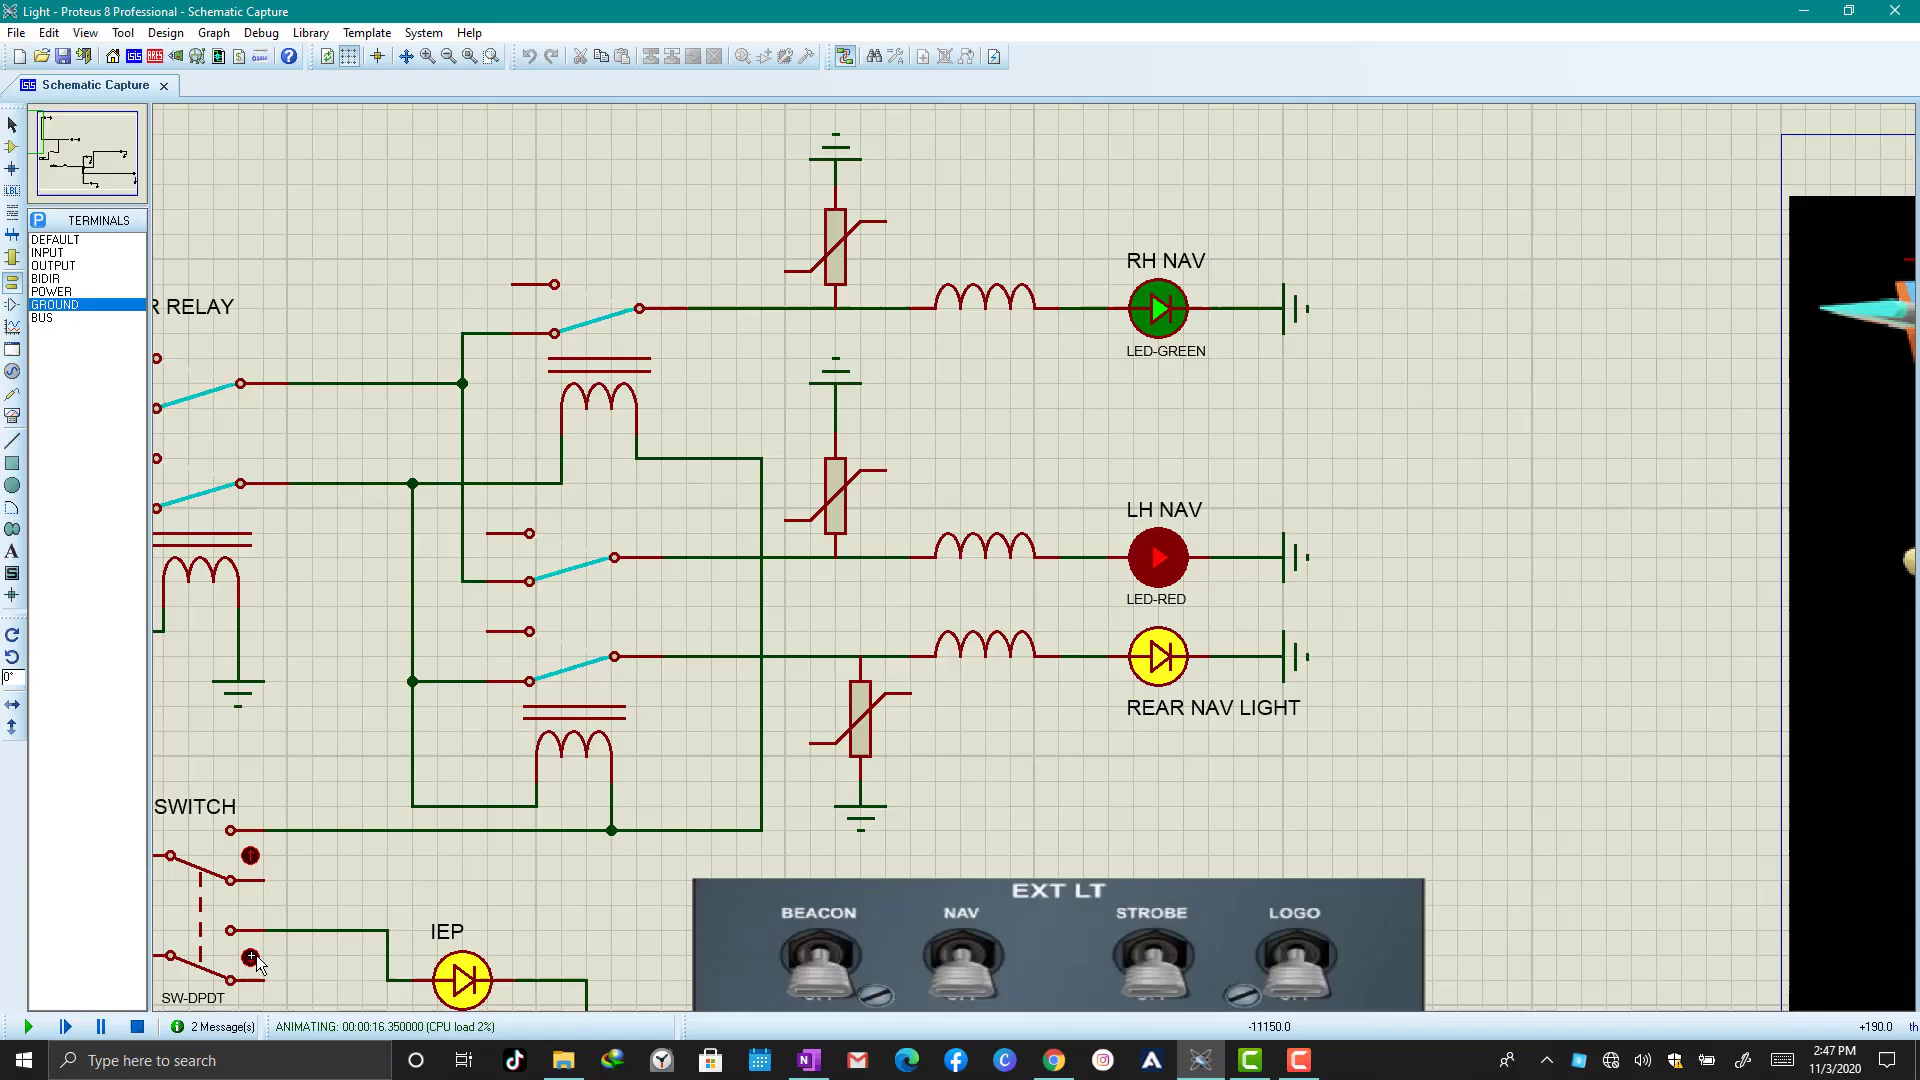 Light - Proteus 8 Professional - Schematic Capture
File Edit View Tool Design Graph Debug Library Template System Help
Schematic Capture
TERMINALS
DEFAULT
INPUT
OUTPUT
BIDIR
POWER
GROUND
BUS
LBL
A
S
0°
R RELAY
RH NAV
LED-GREEN
LH NAV
LED-RED
REAR NAV LIGHT
SWITCH
IEP
SW-DPDT
EXT LT
BEACON NAV STROBE LOGO
2 Message(s) ANIMATING: 00:00:16.350000 (CPU load 2%) -11150.0 +190.0 th
Type here to search
2:47 PM
11/3/2020